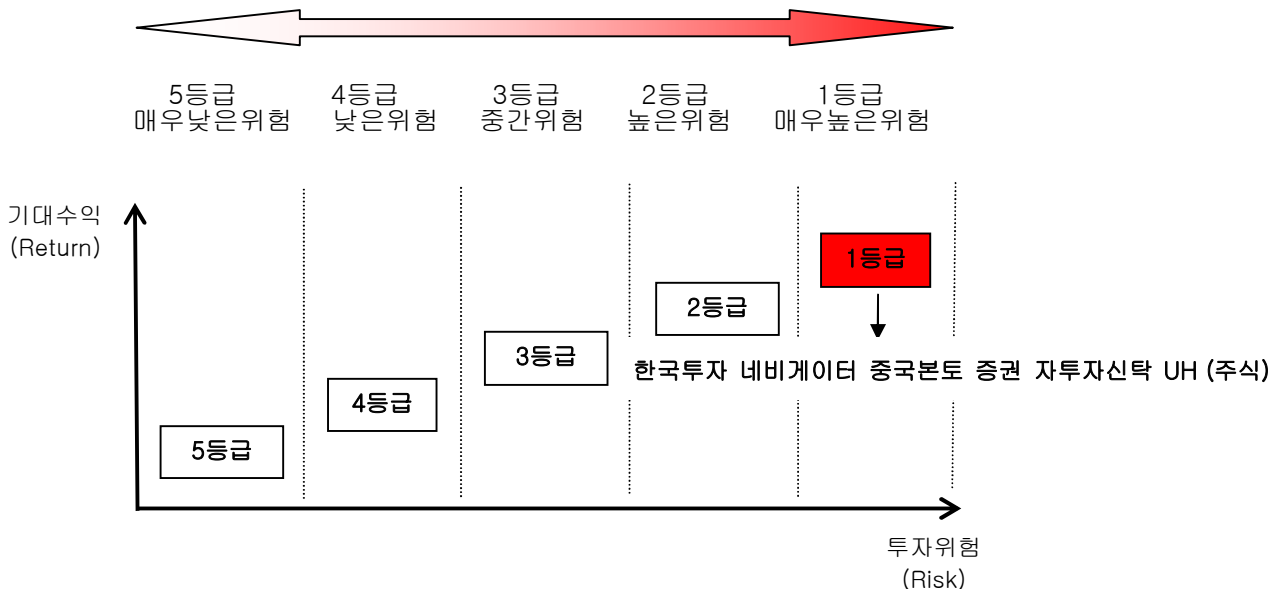 5등급 4등급 3등급 2등급 1등급
매우낮은위험 낮은위험 중간위험 높은위험 매우높은위험
기대수익
(Return)
1등급
2등급
3등급
한국투자 네비게이터 중국본토 증권 자투자신탁 UH (주식)
4등급
5등급
투자위험
(Risk)